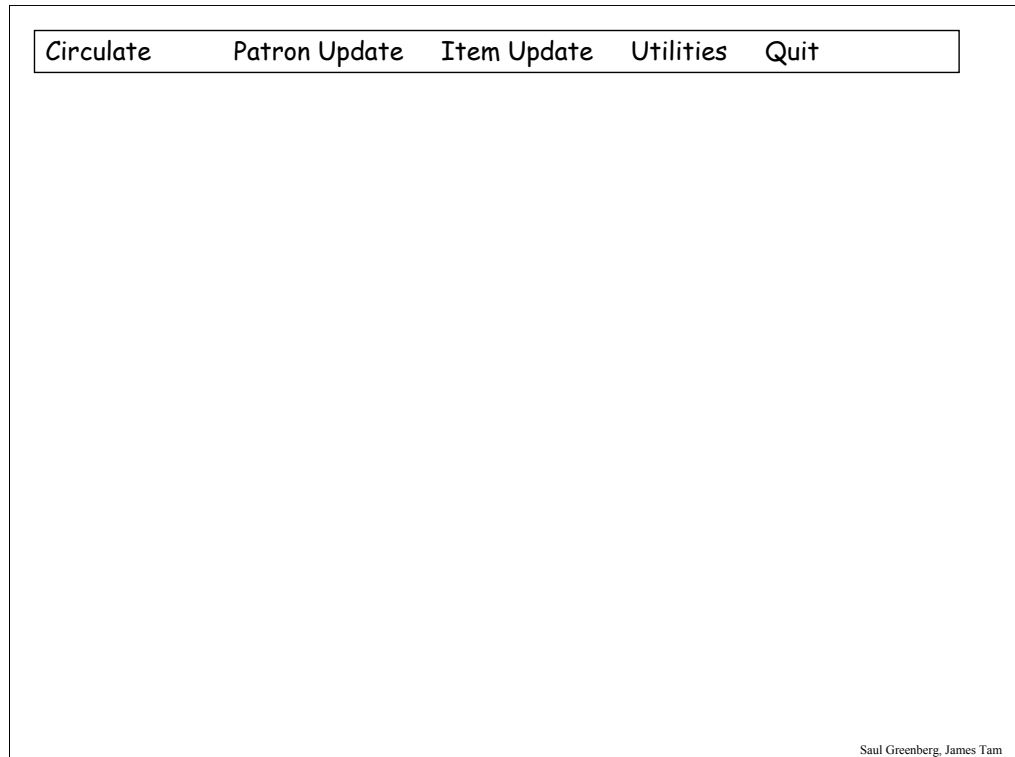 Circulate Patron Update Item Update Utilities Quit
Saul Greenberg, James Tam